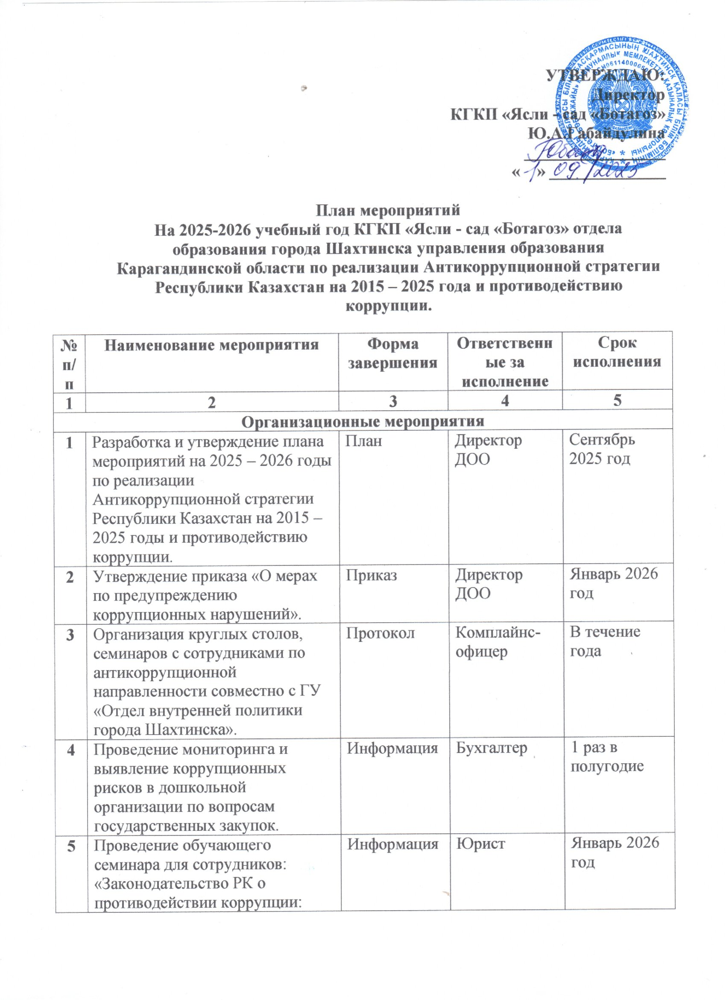 УТВЕРЖДАЮ:
Директор
КГКП «Ясли - сад «Ботагоз»
Ю.А.Габайдулина
«1» 09. 2025
План мероприятий
На 2025-2026 учебный год КГКП «Ясли - сад «Ботагоз» отдела
образования города Шахтинска управления образования
Карагандинской области по реализации Антикоррупционной стратегии
Республики Казахстан на 2015 – 2025 года и противодействию
коррупции.
№ п/п
Наименование мероприятия
Форма
завершения
Ответственн
ые за
исполнение
Срок
исполнения
1 2 3 4 5
Организационные мероприятия
1
Разработка и утверждение плана
мероприятий на 2025 – 2026 годы
по реализации
Антикоррупционной стратегии
Республики Казахстан на 2015 –
2025 годы и противодействию
коррупции.
План
Директор
ДОО
Сентябрь
2025 год
2
Утверждение приказа «О мерах
по предупреждению
коррупционных нарушений».
Приказ
Директор
ДОО
Январь 2026
год
3
Организация круглых столов,
семинаров с сотрудниками по
антикоррупционной
направленности совместно с ГУ
«Отдел внутренней политики
города Шахтинска».
Протокол
Комплайнс-
офицер
В течение
года
4
Проведение мониторинга и
выявление коррупционных
рисков в дошкольной
организации по вопросам
государственных закупок.
Информация
Бухгалтер
1 раз в
полугодие
5
Проведение обучающего
семинара для сотрудников:
«Законодательство РК о
противодействии коррупции:
Информация
Юрист
Январь 2026
год